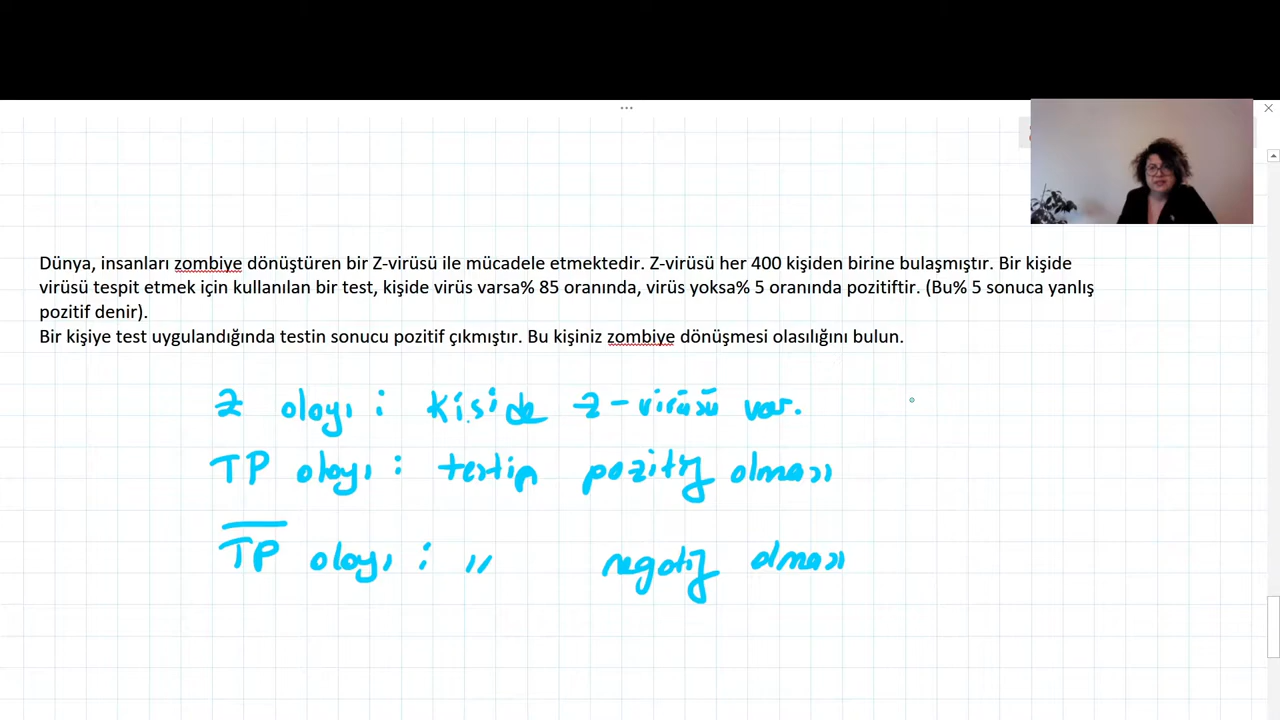 Dünya, insanları zombiye dönüştüren bir Z-virüsü ile mücadele etmektedir. Z-virüsü her 400 kişiden birine bulaşmıştır. Bir kişide
virüsü tespit etmek için kullanılan bir test, kişide virüs varsa% 85 oranında, virüs yoksa% 5 oranında pozitiftir. (Bu% 5 sonuca yanlış
pozitif denir).
Bir kişiye test uygulandığında testin sonucu pozitif çıkmıştır. Bu kişiniz zombiye dönüşmesi olasılığını bulun.
Z olayı : kişide Z-virüsü var.
TP olayı : testin pozitif olması
T̅P̅ olayı : " negatif olması